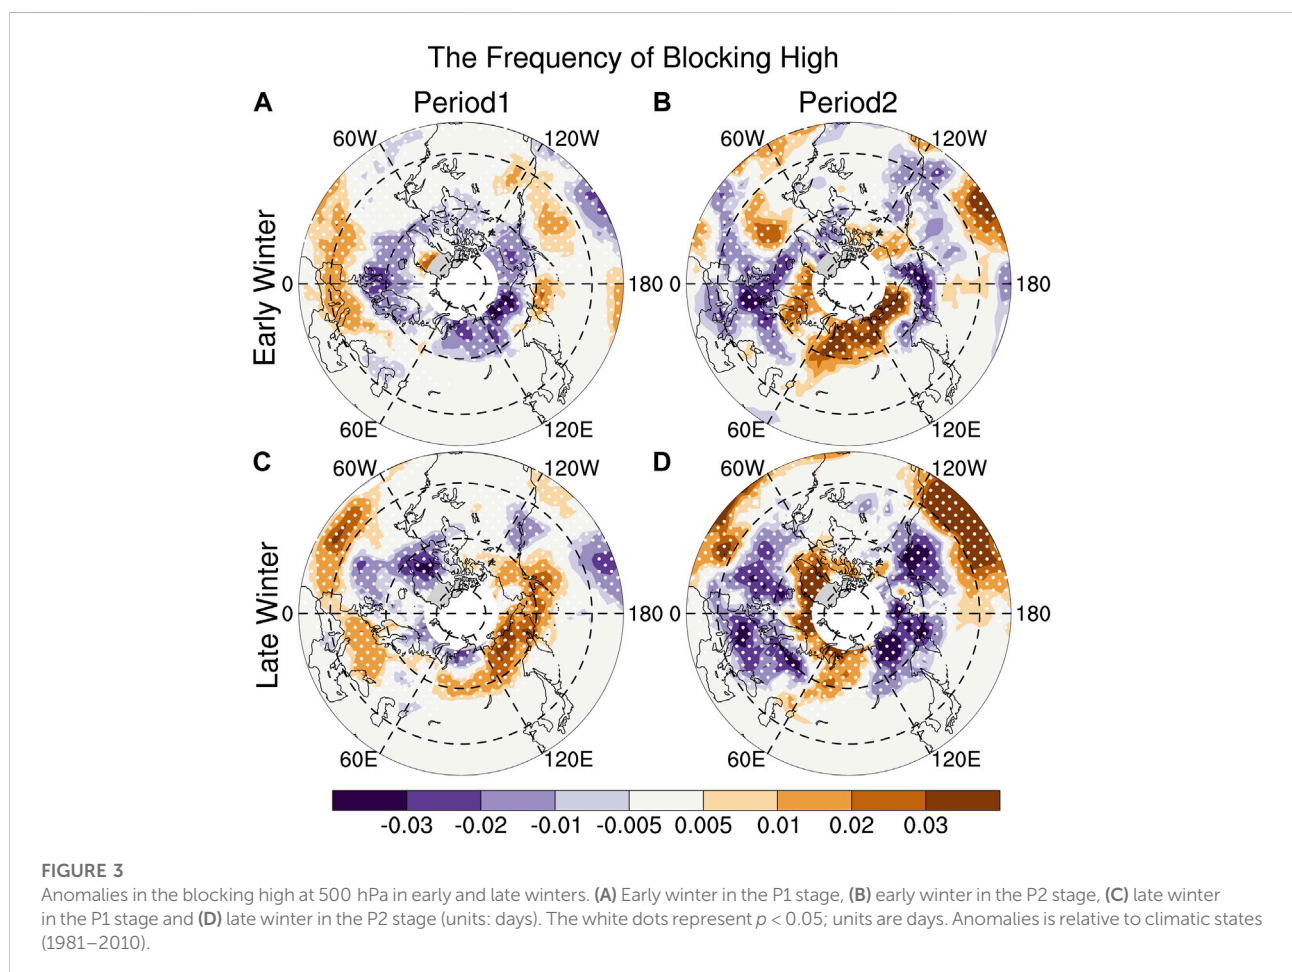 The Frequency of Blocking High
A Period1 B Period2
60W 120W 60W 120W
Early Winter
0 180 0 180
60E 120E 60E 120E
C D
60W 120W 60W 120W
Late Winter
0 180 0 180
60E 120E 60E 120E
-0.03 -0.02 -0.01 -0.005 0.005 0.01 0.02 0.03
FIGURE 3
Anomalies in the blocking high at 500 hPa in early and late winters. (A) Early winter in the P1 stage, (B) early winter in the P2 stage, (C) late winter
in the P1 stage and (D) late winter in the P2 stage (units: days). The white dots represent p < 0.05; units are days. Anomalies is relative to climatic states
(1981–2010).